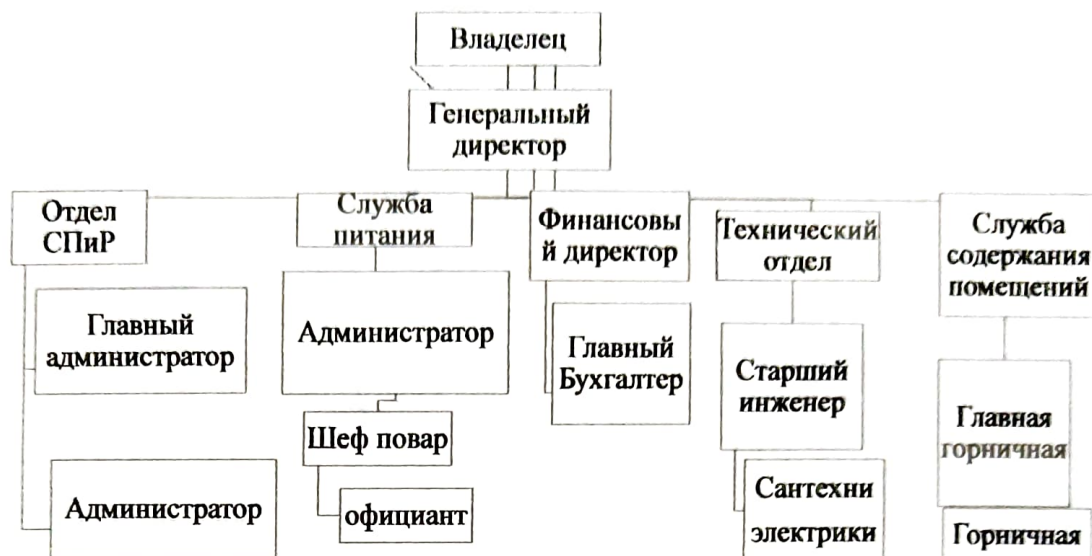 Владелец
Генеральный
директор
Отдел
СПиР
Служба
питания
Финансовы
й директор
Технический
отдел
Служба
содержания
помещений
Главный
администратор
Администратор
Главный
Бухгалтер
Старший
инженер
Главная
горничная
Шеф повар
официант
Администратор
Сантехни
электрики
Горничная